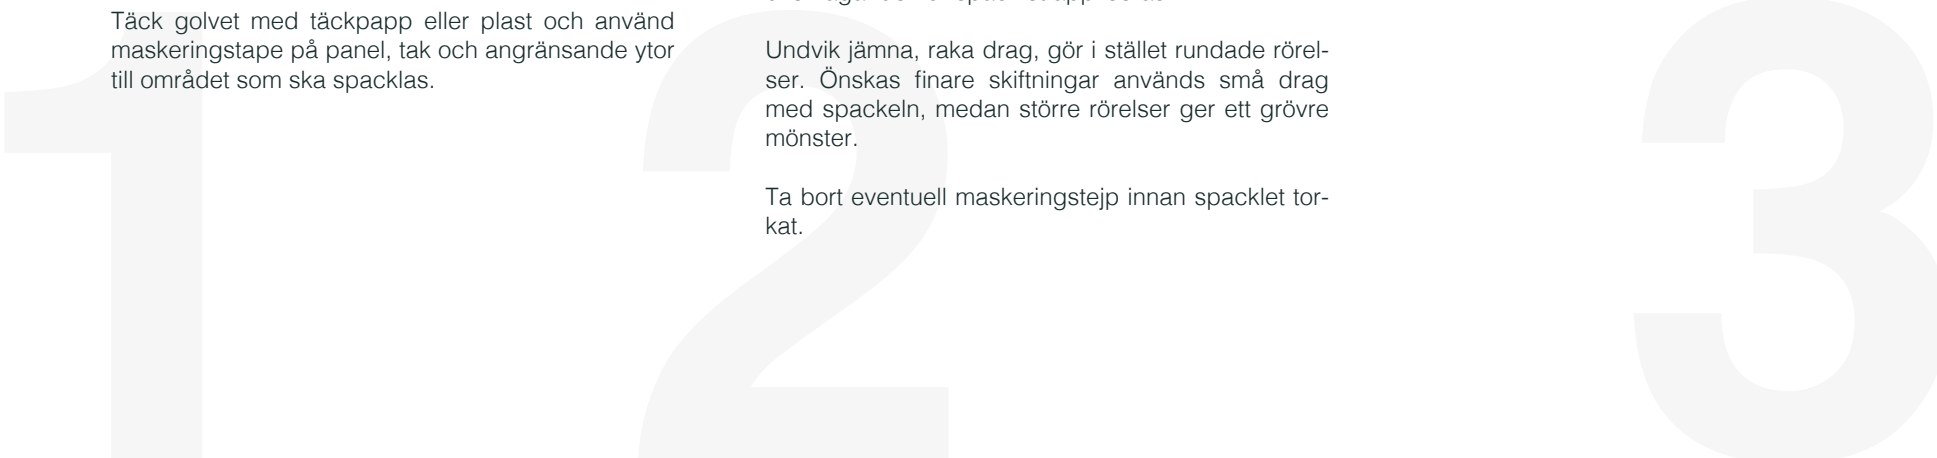 Täck golvet med täckpapp eller plast och använd
maskeringstape på panel, tak och angränsande ytor
till området som ska spacklas.
Undvik jämna, raka drag, gör i stället rundade rörel-
ser. Önskas finare skiftningar används små drag
med spackeln, medan större rörelser ger ett grövre
mönster.
Ta bort eventuell maskeringstejp innan spacklet tor-
kat.
1
2
3